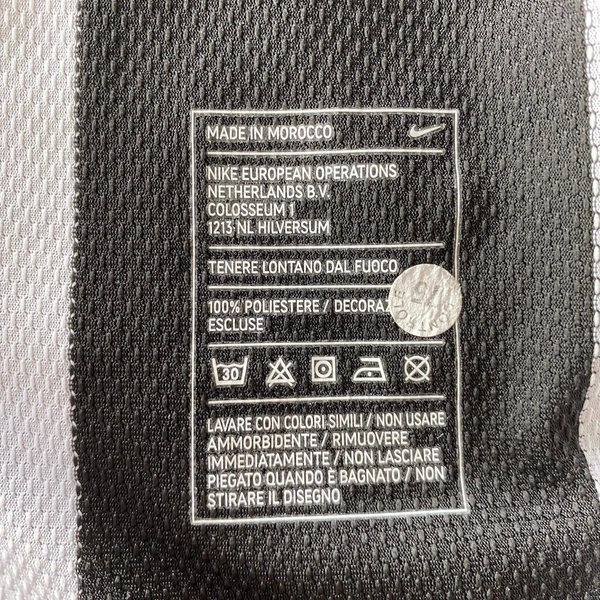 MADE IN MOROCCO
NIKE EUROPEAN OPERATIONS
NETHERLANDS B.V.
COLOSSEUM 1
1213 NL HILVERSUM
TENERE LONTANO DAL FUOCO
100% POLIESTERE / DECORAZ
ESCLUSE
30
LAVARE CON COLORI SIMILI / NON USARE
AMMORBIDENTE / RIMUOVERE
IMMEDIATAMENTE / NON LASCIARE
PIEGATO QUANDO È BAGNATO / NON
STIRARE IL DISEGNO